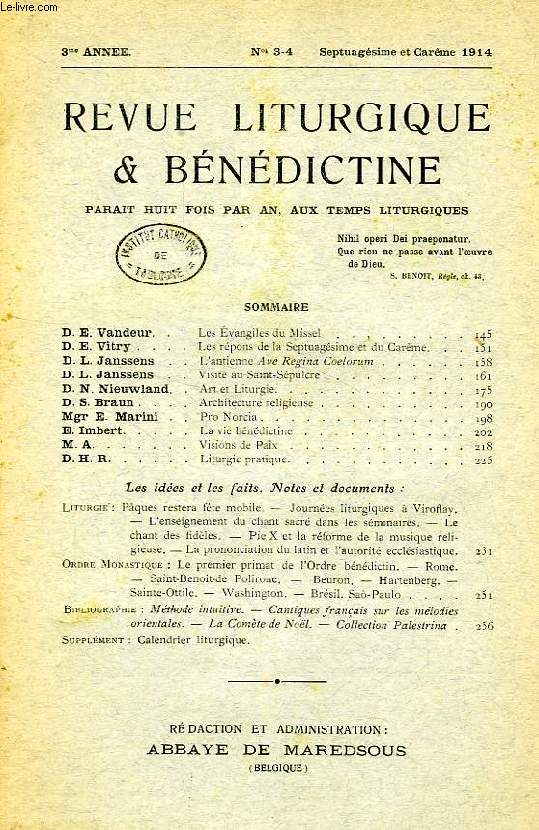 Le-livre.com
3me ANNEE. Nos 3-4 Septuagésime et Carême 1914
REVUE LITURGIQUE
& BÉNÉDICTINE
PARAIT HUIT FOIS PAR AN, AUX TEMPS LITURGIQUES
INSTITUT CATHOLIQUE
DE
TOULOUSE
Nihil operi Dei praeponatur.
Que rien ne passe avant l'œuvre
de Dieu.
S. BENOIT, Règle, ch. 43.
SOMMAIRE
D. E. Vandeur. . Les Évangiles du Missel . . . . . . . . . 145
D. E. Vitry . . . . Les répons de la Septuagésime et du Carême. . . 151
D. L. Janssens . . L'antienne Ave Regina Coelorum . . . . . . 158
D. L. Janssens Visite au Saint-Sépulcre . . . . . . . . . 161
D. N. Nieuwland. Art et Liturgie. . . . . . . . . . . . 175
D. S. Braun . . . Architecture religieuse . . . . . . . . . 190
Mgr E. Marini . Pro Norcia . . . . . . . . . . . . . 198
E. Imbert. . . . La vie bénédictine . . . . . . . . . . 202
M. A. . . . . . Visions de Paix . . . . . . . . . . . 218
D. H. R. . . . . . Liturgie pratique. . . . . . . . . . . 225
Les idées et les faits. Notes et documents :
LITURGIE : Pâques restera fête mobile. — Journées liturgiques à Viroflay.
— L'enseignement du chant sacré dans les séminaires. — Le
chant des fidèles. — Pie X et la réforme de la musique reli-
gieuse. — La prononciation du latin et l'autorité ecclésiastique. 231
ORDRE MONASTIQUE : Le premier primat de l'Ordre bénédictin. — Rome.
— Saint-Benoit-de Polirone, — Beuron. — Hartenberg. —
Sainte-Ottile. — Washington. — Brésil. Saô-Paulo . . . . 251
BIBLIOGRAPHIE : Méthode intuitive. — Cantiques français sur les mélodies
orientales. — La Comète de Noël. — Collection Palestrina . 256
SUPPLÉMENT : Calendrier liturgique.
RÉDACTION ET ADMINISTRATION :
ABBAYE DE MAREDSOUS
(BELGIQUE)